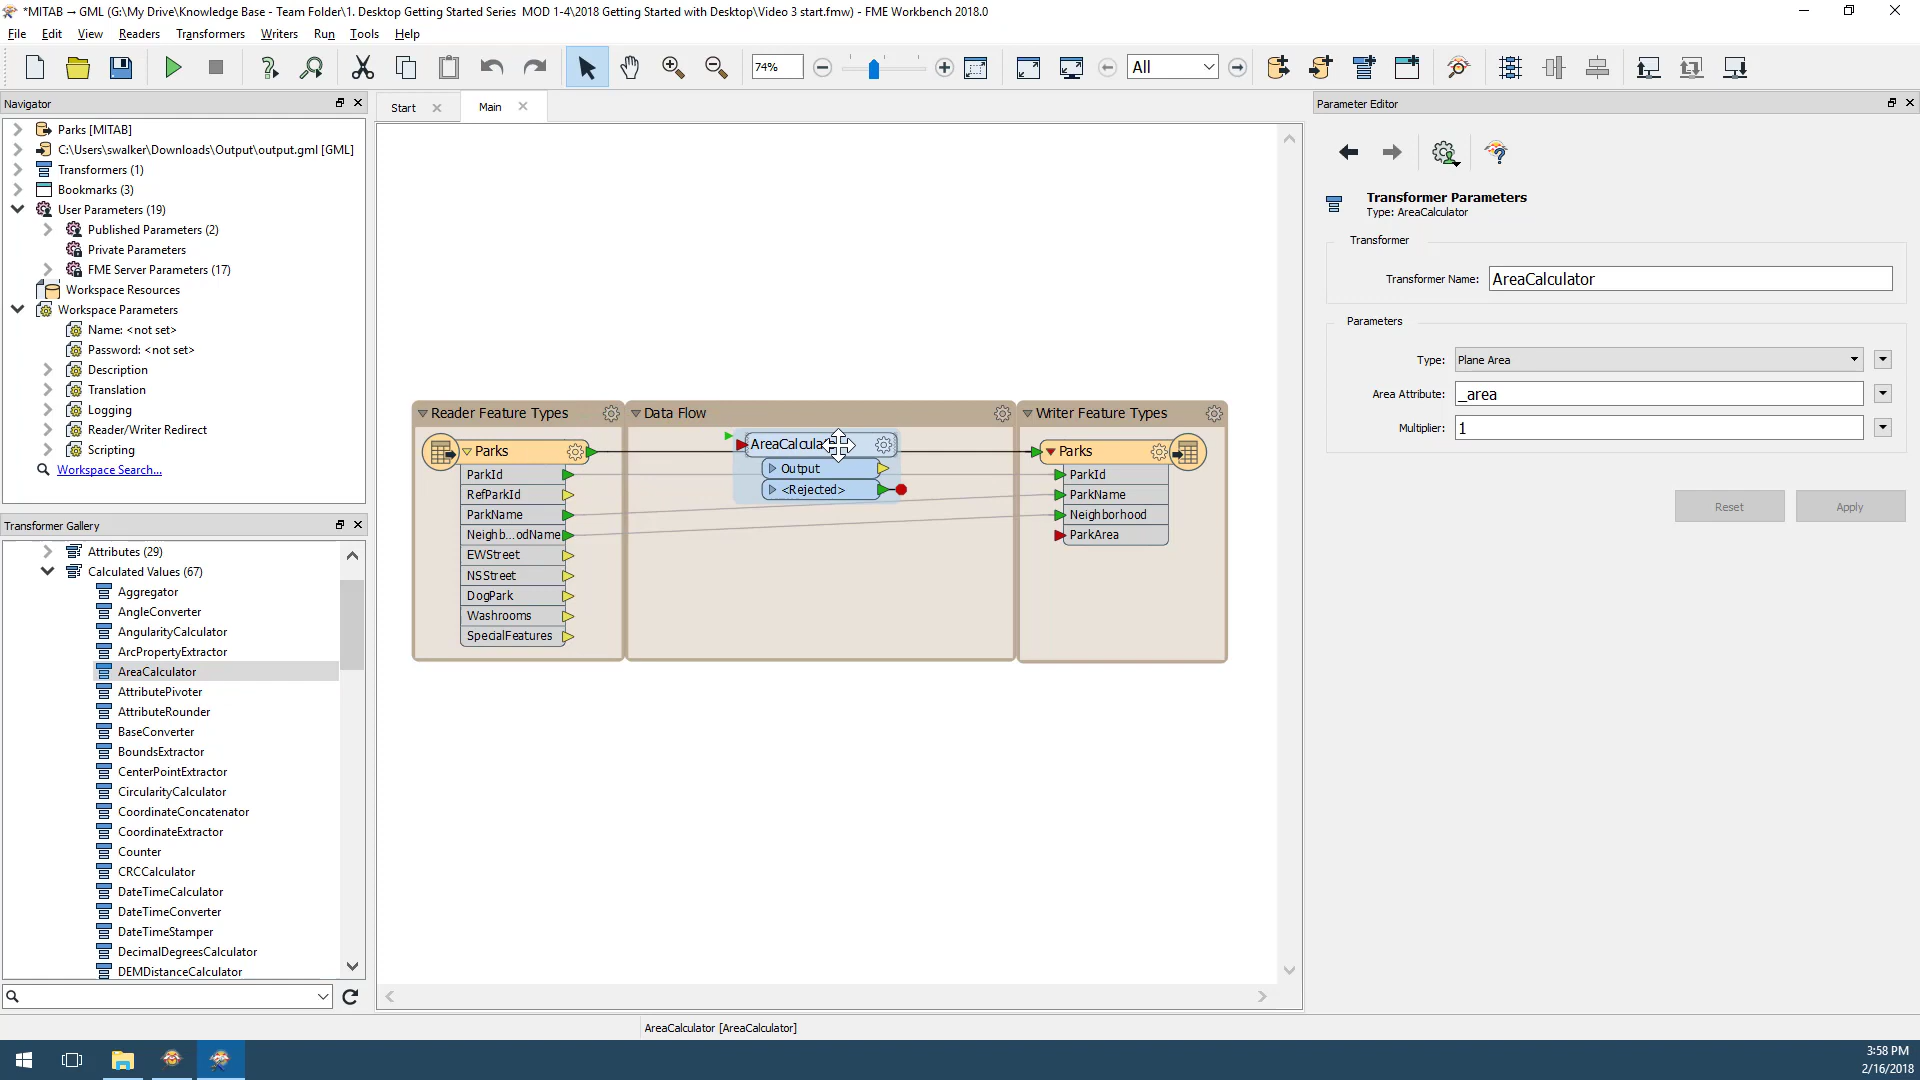 *MITAB → GML (G:\My Drive\Knowledge Base - Team Folder\1. Desktop Getting Started Series  MOD 1-4\2018 Getting Started with Desktop\Video 3 start.fmw) - FME Workbench 2018.0
File Edit View Readers Transformers Writers Run Tools Help
74% All
Navigator
Parks [MITAB]
C:\Users\swalker\Downloads\Output\output.gml [GML]
Transformers (1)
Bookmarks (3)
User Parameters (19)
Published Parameters (2)
Private Parameters
FME Server Parameters (17)
Workspace Resources
Workspace Parameters
Name: <not set>
Password: <not set>
Description
Translation
Logging
Reader/Writer Redirect
Scripting
Workspace Search...
Transformer Gallery
Attributes (29)
Calculated Values (67)
Aggregator
AngleConverter
AngularityCalculator
ArcPropertyExtractor
AreaCalculator
AttributePivoter
AttributeRounder
BaseConverter
BoundsExtractor
CenterPointExtractor
CircularityCalculator
CoordinateConcatenator
CoordinateExtractor
Counter
CRCCalculator
DateTimeCalculator
DateTimeConverter
DateTimeStamper
DecimalDegreesCalculator
DEMDistanceCalculator
Start Main
Reader Feature Types
Parks
ParkId
RefParkId
ParkName
Neighb...odName
EWStreet
NSStreet
DogPark
Washrooms
SpecialFeatures
Data Flow
AreaCalcula
Output
<Rejected>
Writer Feature Types
Parks
ParkId
ParkName
Neighborhood
ParkArea
Parameter Editor
Transformer Parameters
Type: AreaCalculator
Transformer
Transformer Name: AreaCalculator
Parameters
Type: Plane Area
Area Attribute: _area
Multiplier: 1
Reset Apply
AreaCalculator [AreaCalculator]
3:58 PM
2/16/2018